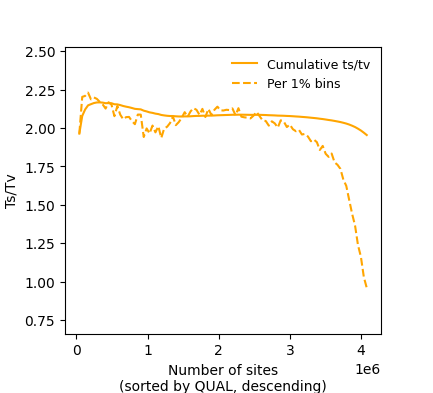 2.50
2.25
2.00
1.75
1.50
1.25
1.00
0.75
Ts/Tv
Cumulative ts/tv
Per 1% bins
0 1 2 3 4
1e6
Number of sites
(sorted by QUAL, descending)